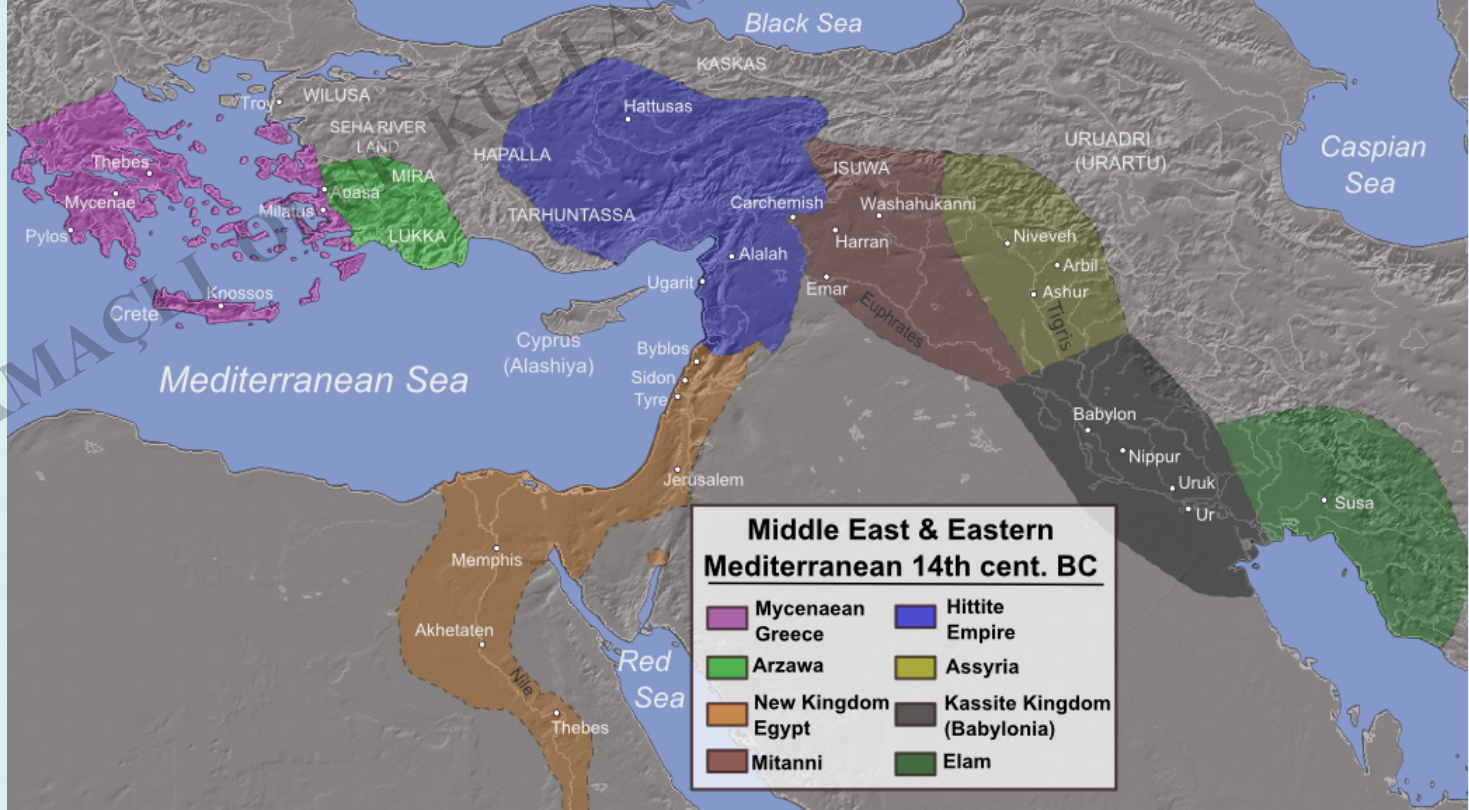 Black Sea
KASKAS
WILUSA
Troy
Hattusas
SEHA RIVER
LAND
URUADRI
(URARTU)
Caspian
Sea
HAPALLA
Thebes
ISUWA
MIRA
Apasa
Mycenae
Milatus
TARHUNTASSA
Carchemish
Washahukanni
Pylos
LUKKA
Harran
Niveveh
Alalah
Arbil
Ugarit
Emar
Ashur
Knossos
Crete
Euphrates
Tigris
Cyprus
(Alashiya)
Byblos
Mediterranean Sea
Sidon
Tyre
Babylon
Nippur
Jerusalem
Uruk
Susa
Ur
Memphis
Akhetaten
Nile
Red
Sea
Thebes
Middle East & Eastern
Mediterranean 14th cent. BC
Mycenaean
Greece
Hittite
Empire
Arzawa
Assyria
New Kingdom
Egypt
Kassite Kingdom
(Babylonia)
Mitanni
Elam